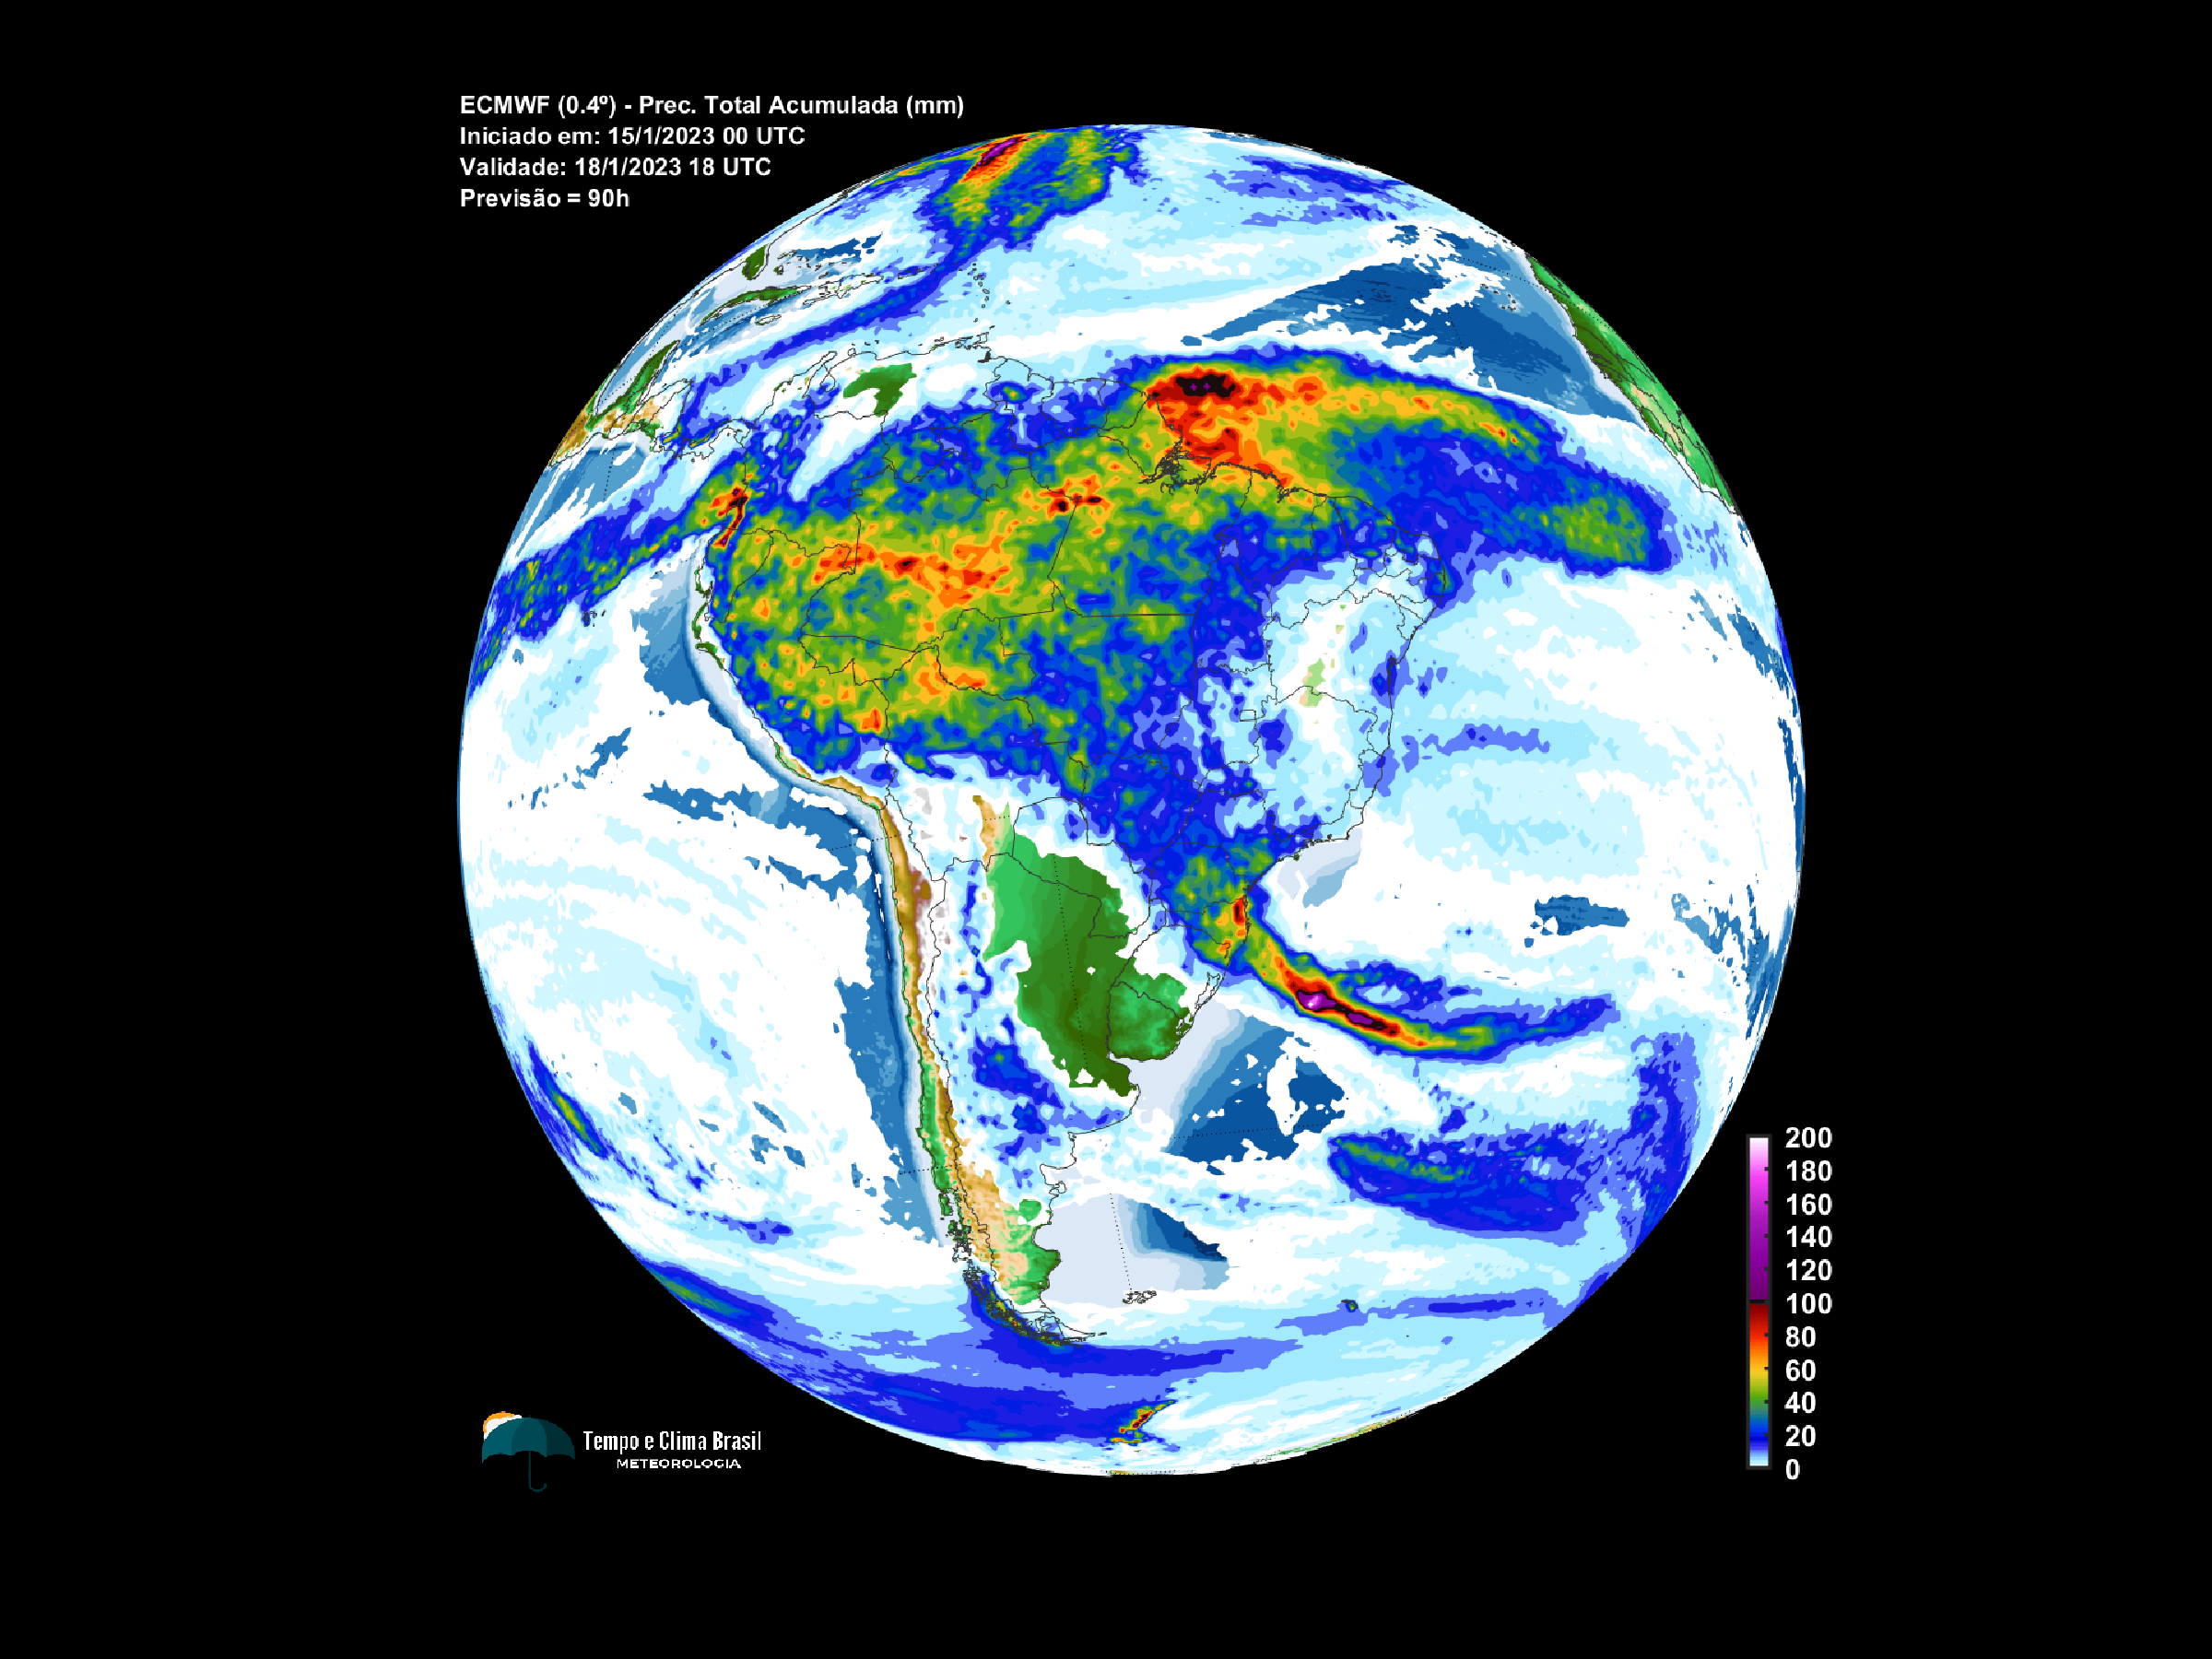 ECMWF (0.4º) - Prec. Total Acumulada (mm)
Iniciado em: 15/1/2023 00 UTC
Validade: 18/1/2023 18 UTC
Previsão = 90h
200
180
160
140
120
100
80
60
40
20
0
Tempo e Clima Brasil
METEOROLOGIA